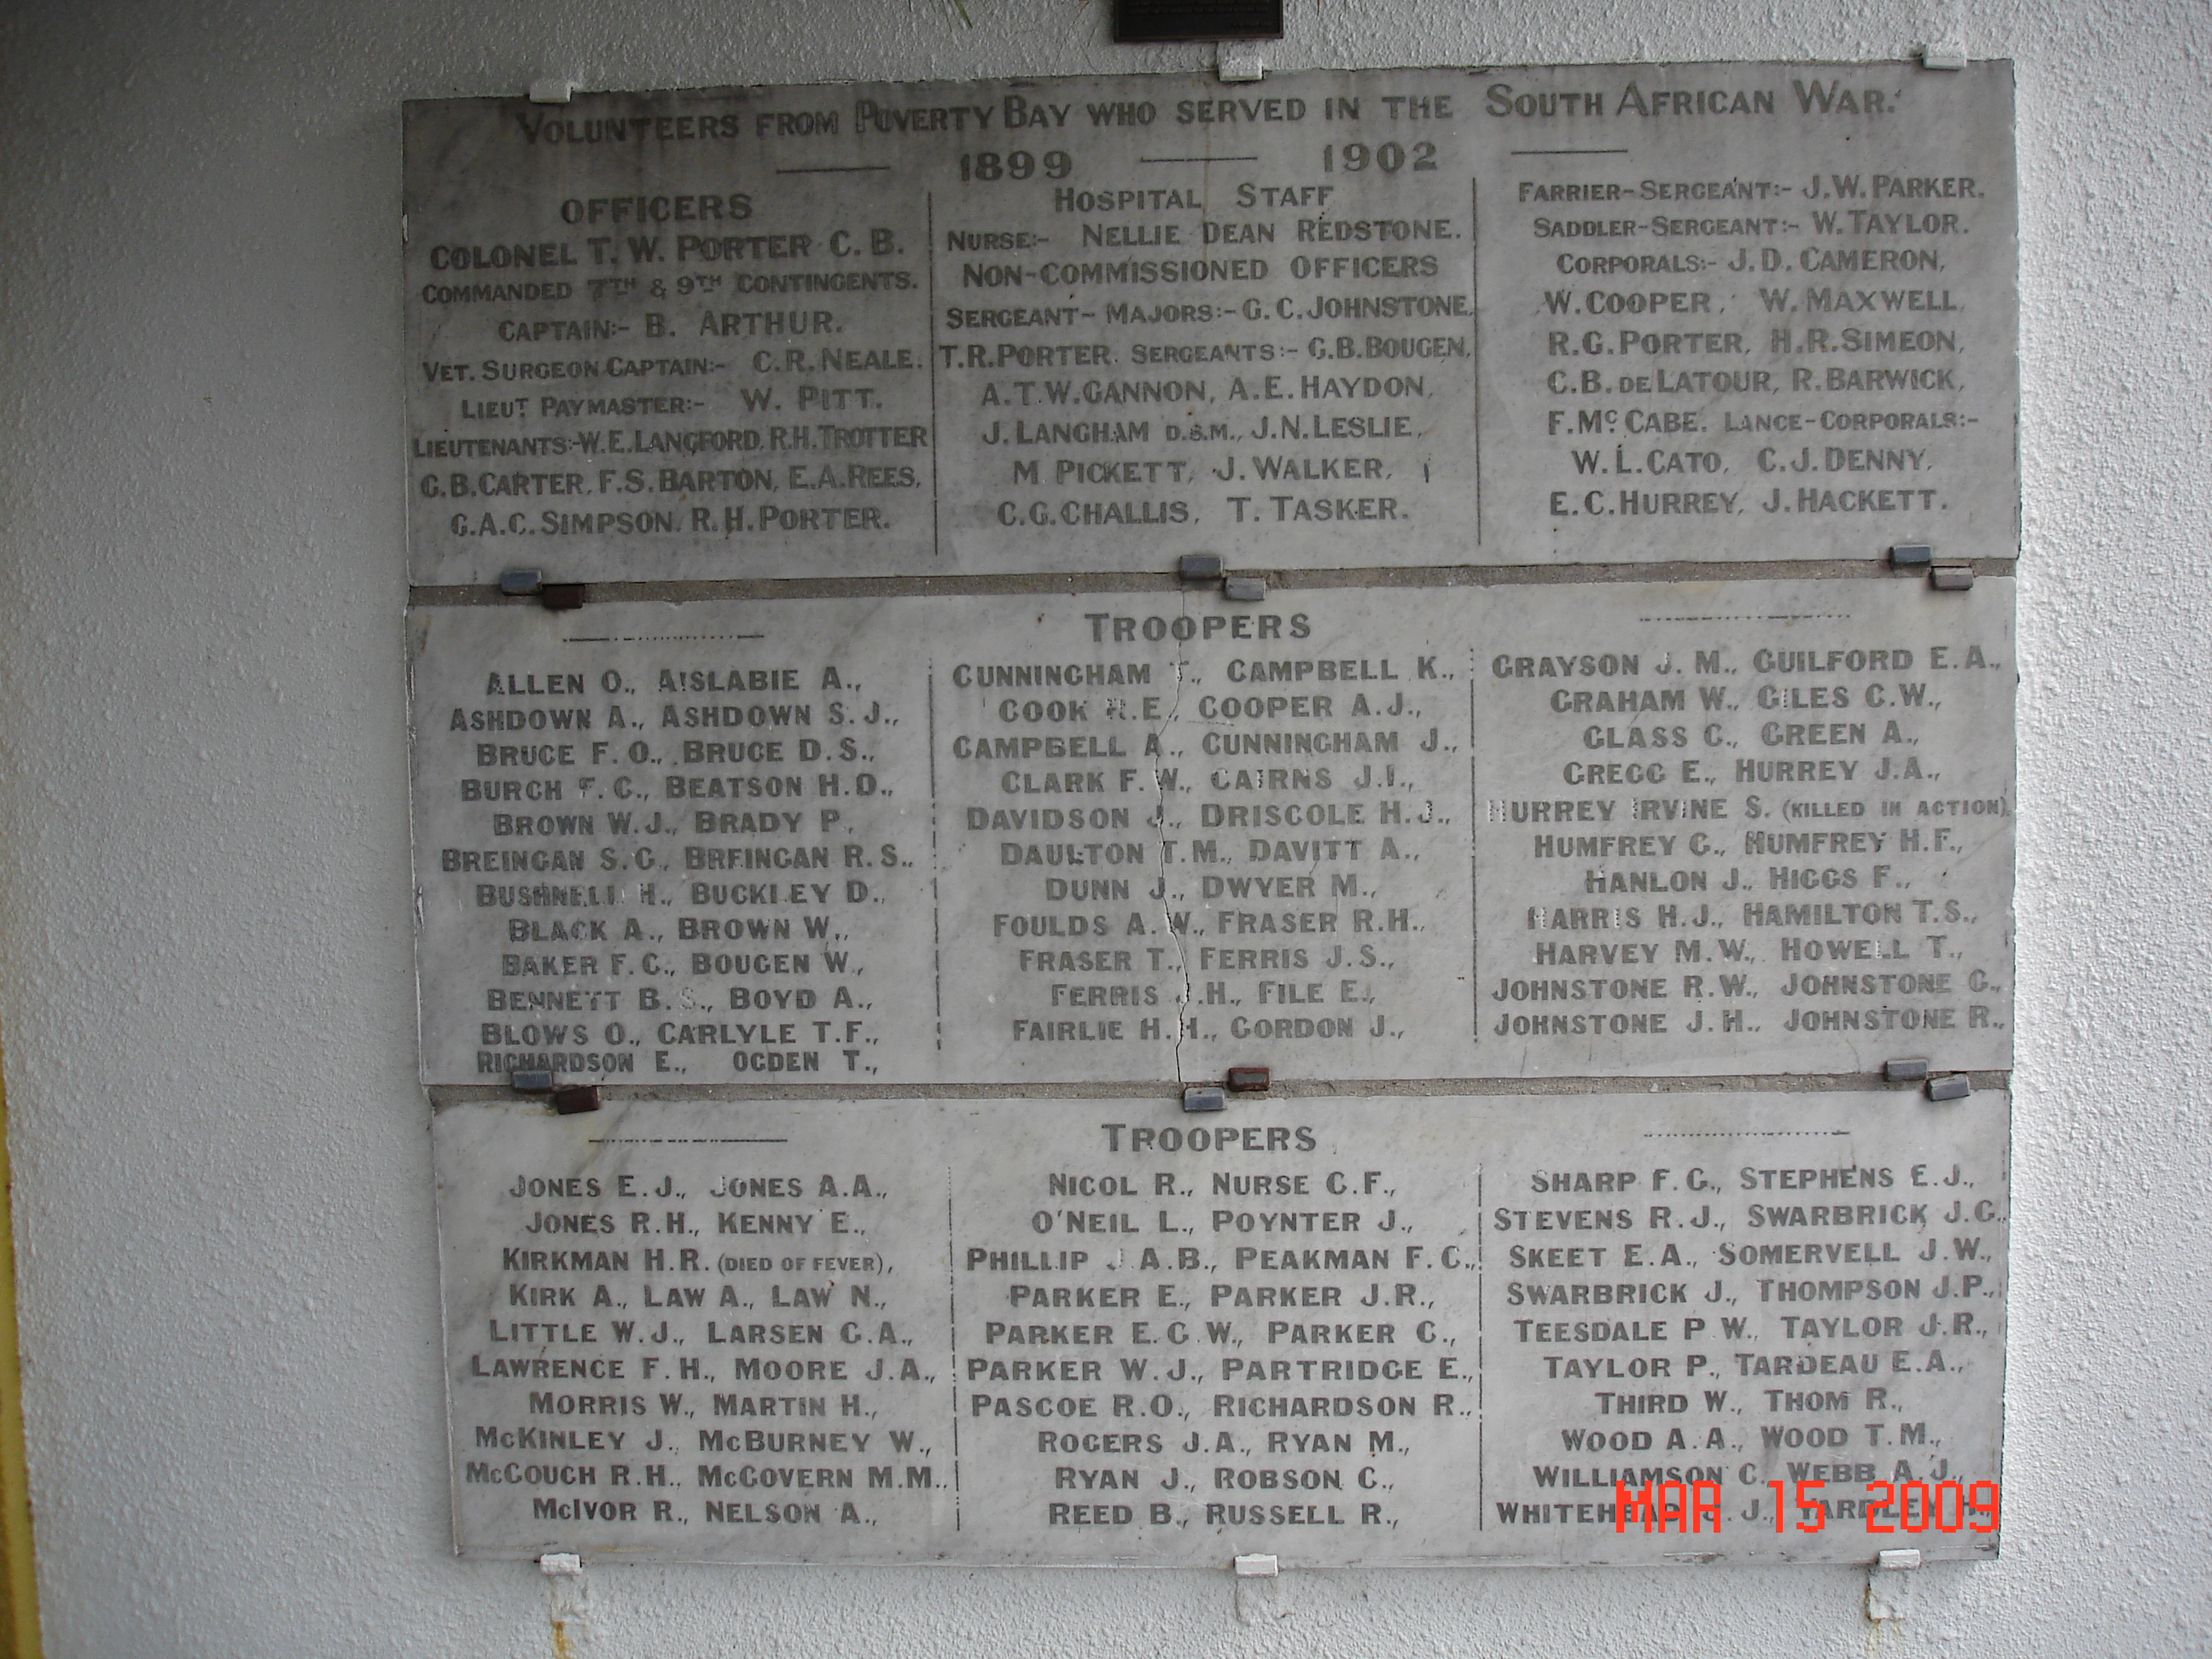 VOLUNTEERS FROM POVERTY BAY WHO SERVED IN THE SOUTH AFRICAN WAR.
1899 — 1902
OFFICERS
COLONEL T. W. PORTER C. B.
COMMANDED 7TH & 9TH CONTINGENTS.
CAPTAIN:- B. ARTHUR.
VET. SURGEON CAPTAIN:- C.R. NEALE.
LIEUT PAYMASTER:- W. PITT.
LIEUTENANTS:-W.E.LANGFORD. R.H.TROTTER
G.B.CARTER, F.S.BARTON, E.A.REES,
G.A.C.SIMPSON. R.H.PORTER.
HOSPITAL STAFF
NURSE:- NELLIE DEAN REDSTONE.
NON-COMMISSIONED OFFICERS
SERGEANT-MAJORS:- G.C.JOHNSTONE,
T.R.PORTER. SERGEANTS:- G.B.BOUGEN,
A.T.W.GANNON, A.E.HAYDON,
J.LANGHAM D.S.M., J.N.LESLIE,
M PICKETT, J.WALKER,
C.G.CHALLIS, T. TASKER.
FARRIER-SERGEANT:- J.W.PARKER.
SADDLER-SERGEANT:- W.TAYLOR.
CORPORALS:- J.D.CAMERON,
W.COOPER, W.MAXWELL,
R.G.PORTER, H.R.SIMEON,
C.B. DE LATOUR, R.BARWICK,
F.Mc CABE. LANCE-CORPORALS:-
W.L.CATO, C.J.DENNY,
E.C.HURREY, J.HACKETT.
TROOPERS
ALLEN O., AISLABIE A.,
ASHDOWN A., ASHDOWN S.J.,
BRUCE F.O., BRUCE D.S.,
BURCH F.C., BEATSON H.O.,
BROWN W.J., BRADY P,
BREINGAN S.G., BREINGAN R.S.,
BUSHNELL H., BUCKLEY D.,
BLACK A., BROWN W.,
BAKER F.C., BOUGEN W.,
BENNETT B.S., BOYD A.,
BLOWS O., CARLYLE T.F.,
RICHARDSON E., OGDEN T.,
CUNNINGHAM T., CAMPBELL K.,
COOK H.E., COOPER A.J.,
CAMPBELL A., CUNNINGHAM J.,
CLARK F.W., CAIRNS J.I.,
DAVIDSON J., DRISCOLE H.J.,
DAULTON T.M., DAVITT A.,
DUNN J., DWYER M.,
FOULDS A.W., FRASER R.H.,
FRASER T., FERRIS J.S.,
FERRIS J.H., FILE E.,
FAIRLIE H.H., GORDON J.,
GRAYSON J.M., GUILFORD E.A.,
GRAHAM W., GILES C.W.,
GLASS C., GREEN A.,
GREGG E., HURREY J.A.,
HURREY IRVINE S. (KILLED IN ACTION),
HUMFREY G., HUMFREY H.F.,
HANLON J., HIGGS F.,
HARRIS H.J., HAMILTON T.S.,
HARVEY M.W., HOWELL T.,
JOHNSTONE R.W., JOHNSTONE G.,
JOHNSTONE J.H., JOHNSTONE R.,
TROOPERS
JONES E.J., JONES A.A.,
JONES R.H., KENNY E.,
KIRKMAN H.R. (DIED OF FEVER),
KIRK A., LAW A., LAW N.,
LITTLE W.J., LARSEN G.A.,
LAWRENCE F.H., MOORE J.A.,
MORRIS W., MARTIN H.,
McKINLEY J., McBURNEY W.,
McGOUCH R.H., McGOVERN M.M.,
McIVOR R., NELSON A.,
NICOL R., NURSE C.F.,
O'NEIL L., POYNTER J.,
PHILLIP J A.B., PEAKMAN F.C.,
PARKER E., PARKER J.R.,
PARKER E.G.W., PARKER C.,
PARKER W.J., PARTRIDGE E.,
PASCOE R.O., RICHARDSON R.,
ROGERS J.A., RYAN M.,
RYAN J., ROBSON C.,
REED B., RUSSELL R.,
SHARP F.G., STEPHENS E.J.,
STEVENS R.J., SWARBRICK J.G.,
SKEET E.A., SOMERVELL J.W.,
SWARBRICK J., THOMPSON J.P.,
TEESDALE P W., TAYLOR J.R.,
TAYLOR P., TARDEAU E.A.,
THIRD W., THOM R.,
WOOD A.A., WOOD T.M.,
WILLIAMSON C., WEBB A.J.,
WHITEHEAD J., YARDLEY
MAR 15 2009